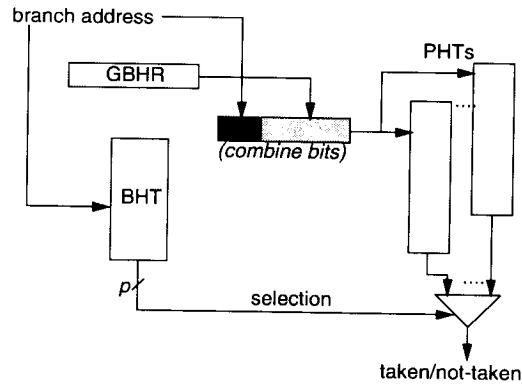 branch address
GBHR
PHTs
(combine bits)
BHT
p
selection
taken/not-taken